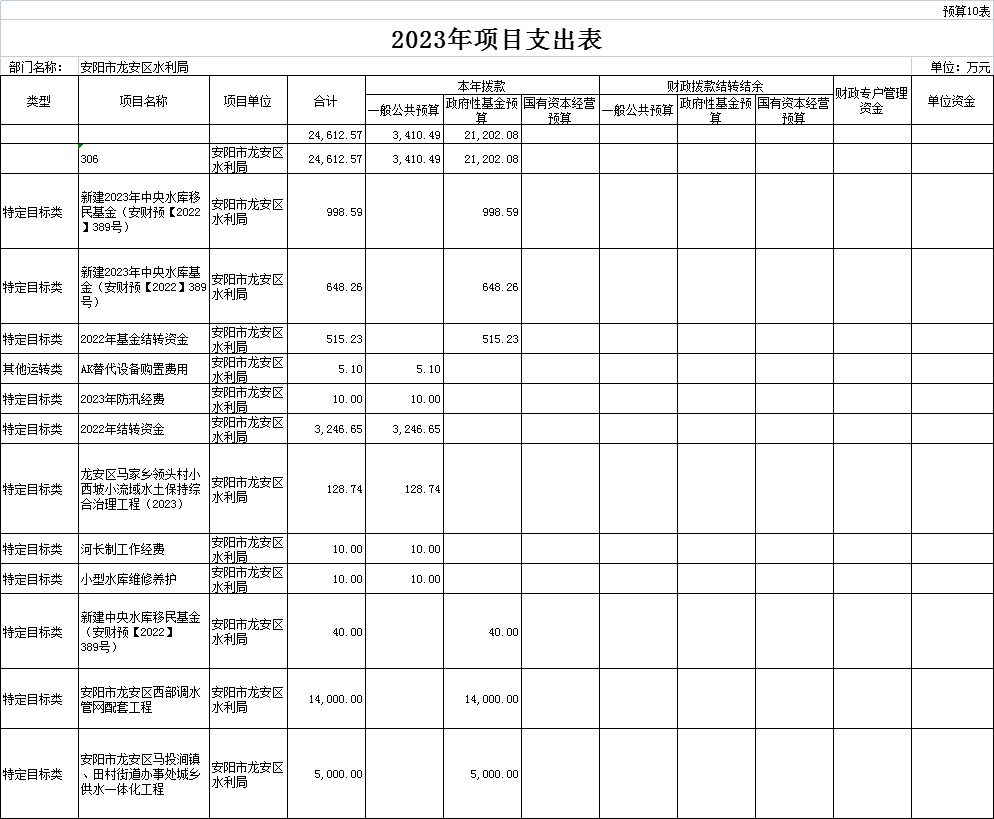 预算10表
2023年项目支出表
部门名称: 安阳市龙安区水利局 单位：万元
类型 项目名称 项目单位 合计 本年拨款 财政拨款结转结余 财政专户管理资金 单位资金
一般公共预算 政府性基金预算 国有资本经营预算 一般公共预算 政府性基金预算 国有资本经营预算
24,612.57 3,410.49 21,202.08
306 安阳市龙安区水利局 24,612.57 3,410.49 21,202.08
特定目标类 新建2023年中央水库移民基金（安财预【2022】389号） 安阳市龙安区水利局 998.59 998.59
特定目标类 新建2023年中央水库基金（安财预【2022】389号） 安阳市龙安区水利局 648.26 648.26
特定目标类 2022年基金结转资金 安阳市龙安区水利局 515.23 515.23
其他运转类 AK替代设备购置费用 安阳市龙安区水利局 5.10 5.10
特定目标类 2023年防汛经费 安阳市龙安区水利局 10.00 10.00
特定目标类 2022年结转资金 安阳市龙安区水利局 3,246.65 3,246.65
特定目标类 龙安区马家乡领头村小西坡小流域水土保持综合治理工程（2023） 安阳市龙安区水利局 128.74 128.74
特定目标类 河长制工作经费 安阳市龙安区水利局 10.00 10.00
特定目标类 小型水库维修养护 安阳市龙安区水利局 10.00 10.00
特定目标类 新建中央水库移民基金（安财预【2022】389号） 安阳市龙安区水利局 40.00 40.00
特定目标类 安阳市龙安区西部调水管网配套工程 安阳市龙安区水利局 14,000.00 14,000.00
特定目标类 安阳市龙安区马投涧镇、田村街道办事处城乡供水一体化工程 安阳市龙安区水利局 5,000.00 5,000.00